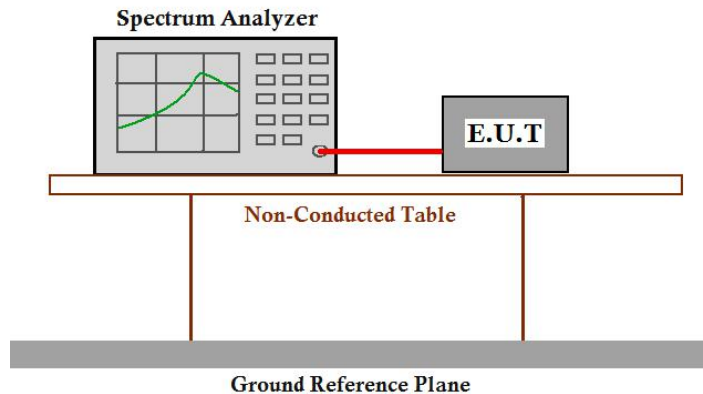 Spectrum Analyzer
E.U.T
Non-Conducted Table
Ground Reference Plane